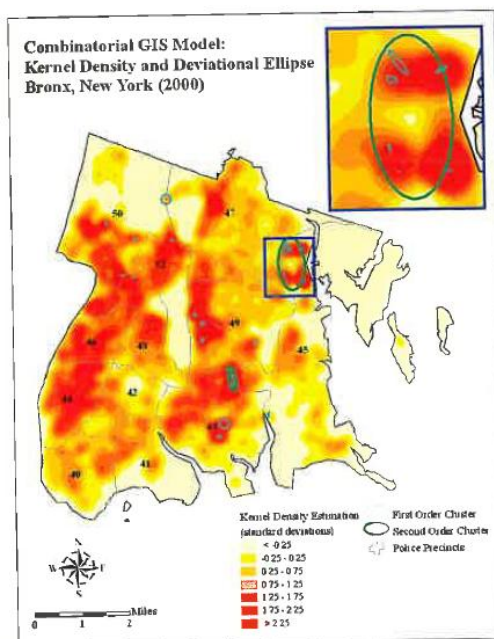 Combinatorial GIS Model:
Kernel Density and Deviational Ellipse
Bronx, New York (2000)
50
47
52
46
48
49
45
44
42
43
40
41
Kernel Density Estimation
(standard deviations)
< -0.25
-0.25 - 0.25
0.25 - 0.75
0.75 - 1.25
1.25 - 1.75
1.75 - 2.25
> 2.25
First Order Cluster
Second Order Cluster
Police Precincts
N
W
E
S
Miles
0
1
2